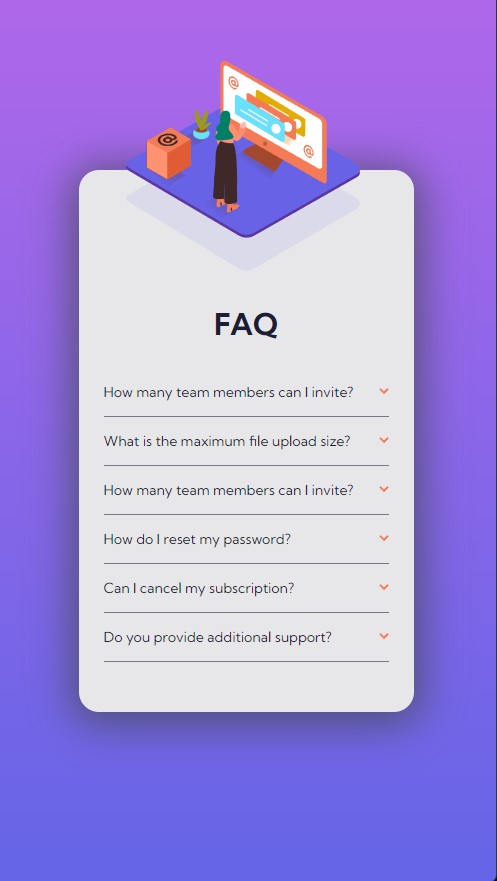 @
@
@
FAQ
How many team members can I invite?
What is the maximum file upload size?
How many team members can I invite?
How do I reset my password?
Can I cancel my subscription?
Do you provide additional support?